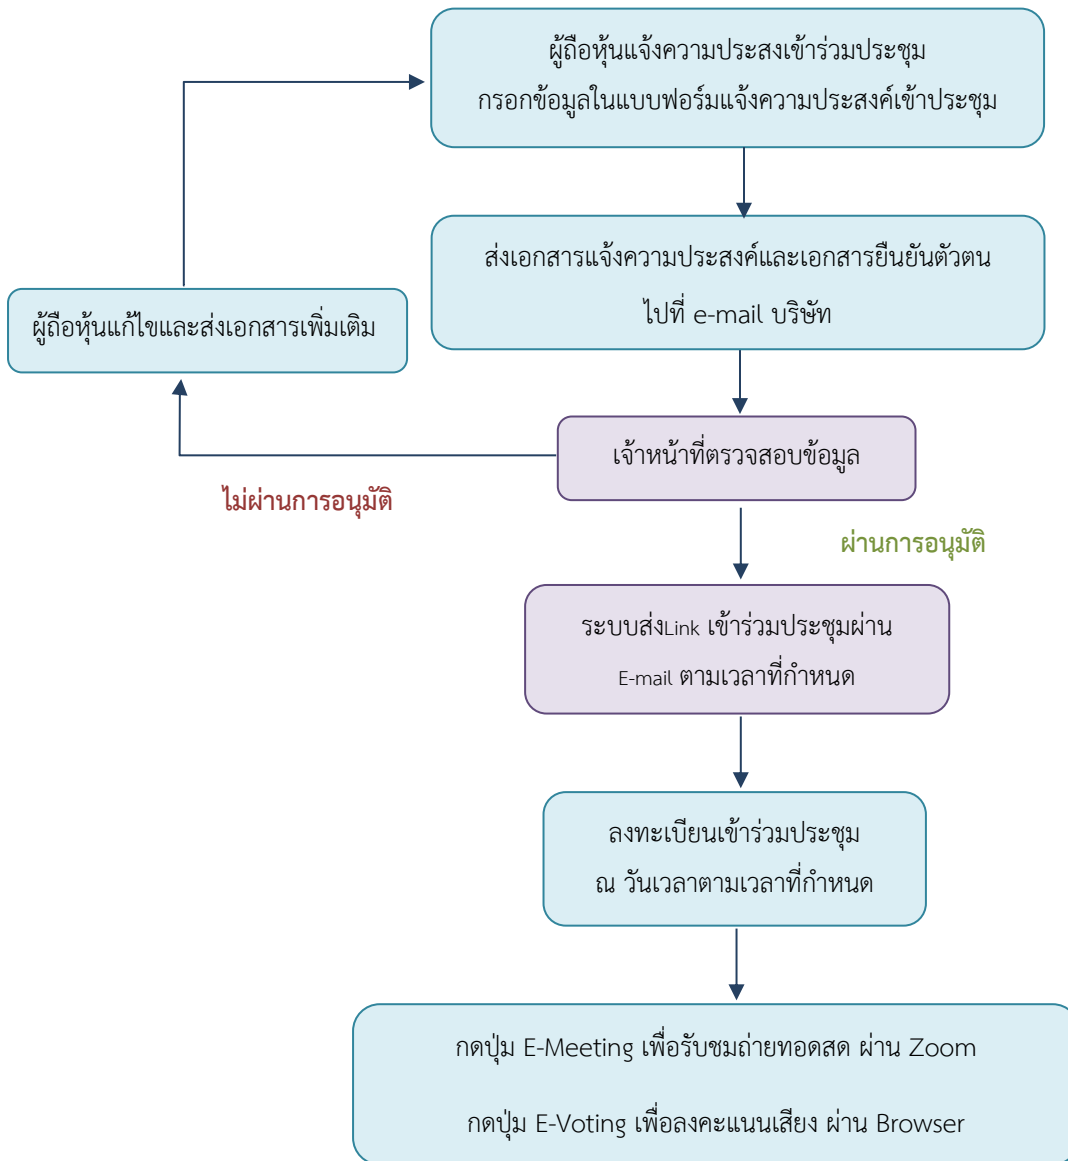 ผู้ถือหุ้นแจ้งความประสงเข้าร่วมประชุม
กรอกข้อมูลในแบบฟอร์มแจ้งความประสงค์เข้าประชุม
ส่งเอกสารแจ้งความประสงค์และเอกสารยืนยันตัวตน
ไปที่ e-mail บริษัท
ผู้ถือหุ้นแก้ไขและส่งเอกสารเพิ่มเติม
เจ้าหน้าที่ตรวจสอบข้อมูล
ไม่ผ่านการอนุมัติ
ผ่านการอนุมัติ
ระบบส่งLink เข้าร่วมประชุมผ่าน
E-mail ตามเวลาที่กำหนด
ลงทะเบียนเข้าร่วมประชุม
ณ วันเวลาตามเวลาที่กำหนด
กดปุ่ม E-Meeting เพื่อรับชมถ่ายทอดสด ผ่าน Zoom
กดปุ่ม E-Voting เพื่อลงคะแนนเสียง ผ่าน Browser